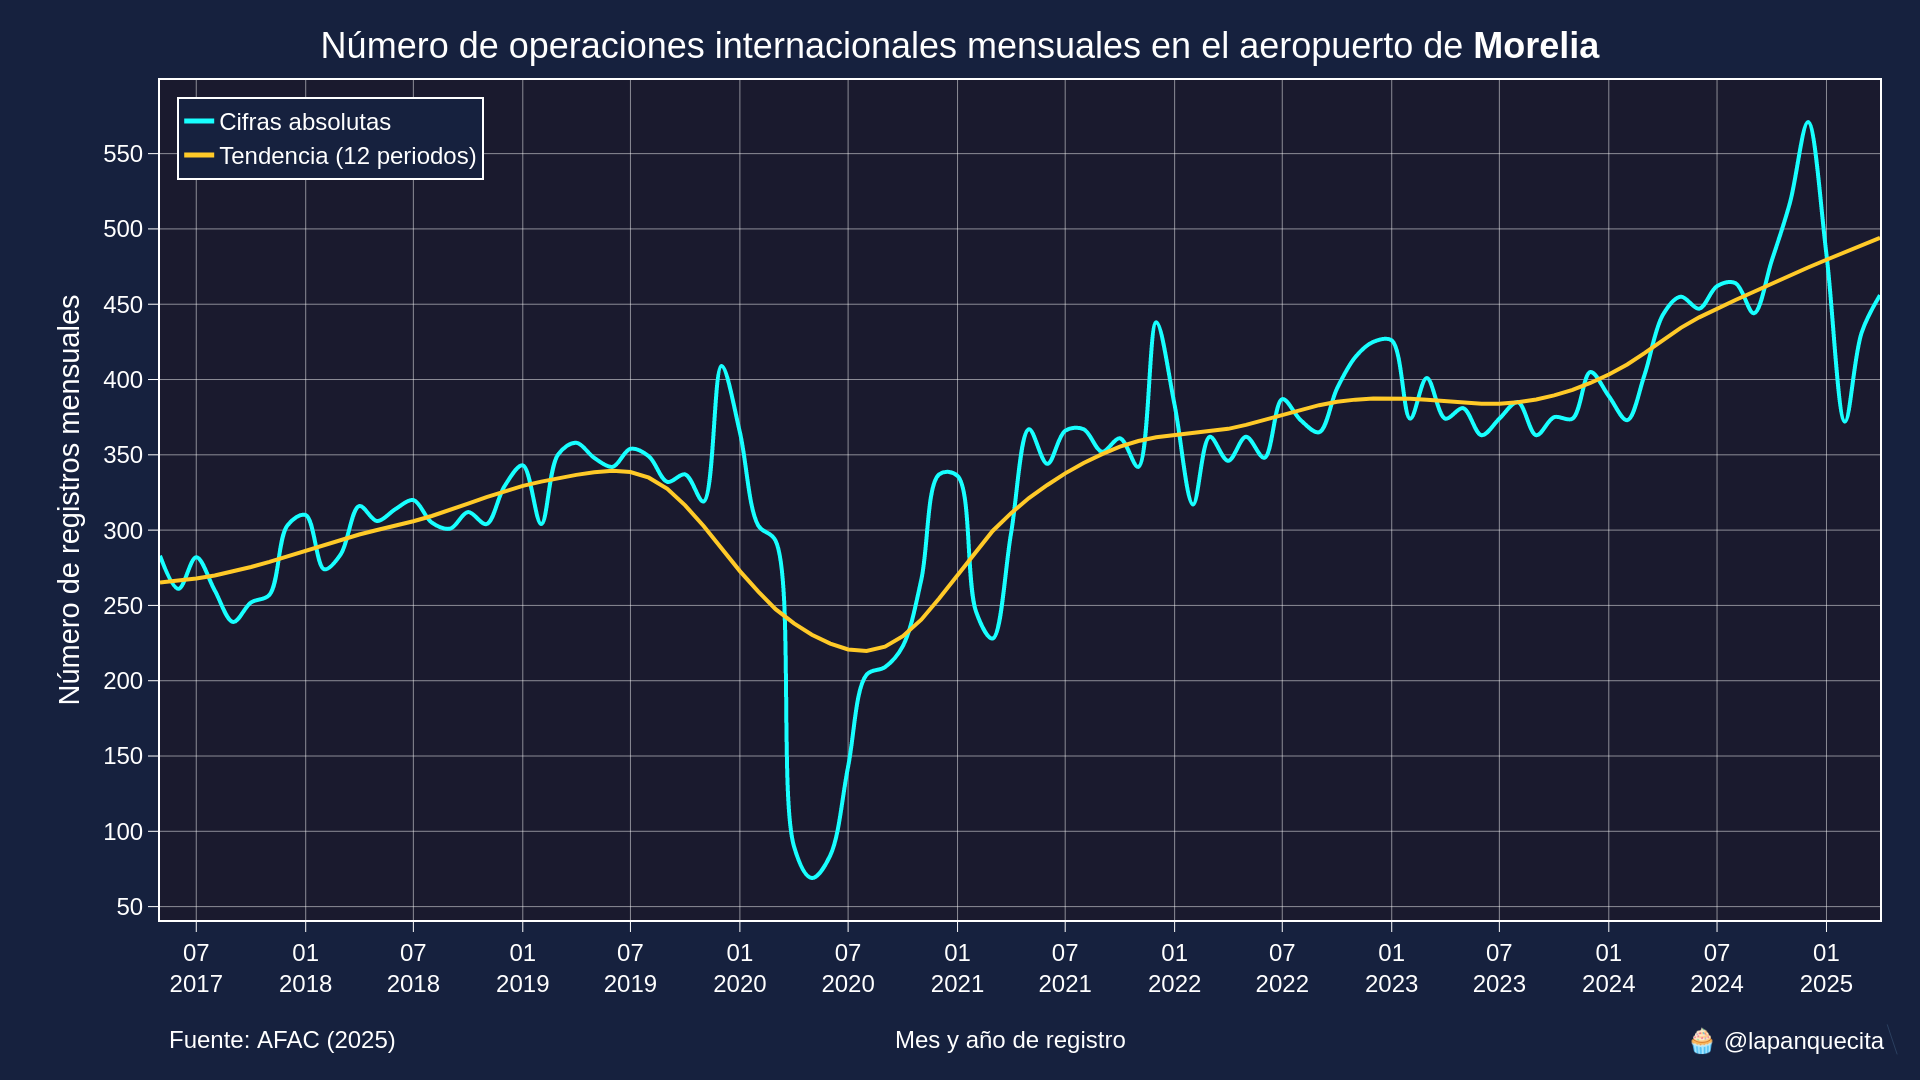 Número de operaciones internacionales mensuales en el aeropuerto de Morelia
Cifras absolutas
Tendencia (12 periodos)
Número de registros mensuales
550
500
450
400
350
300
250
200
150
100
50
07 01 07 01 07 01 07 01 07 01 07 01 07 01 07 01
2017 2018 2018 2019 2019 2020 2020 2021 2021 2022 2022 2023 2023 2024 2024 2025
Fuente: AFAC (2025)
Mes y año de registro
🧁 @lapanquecita